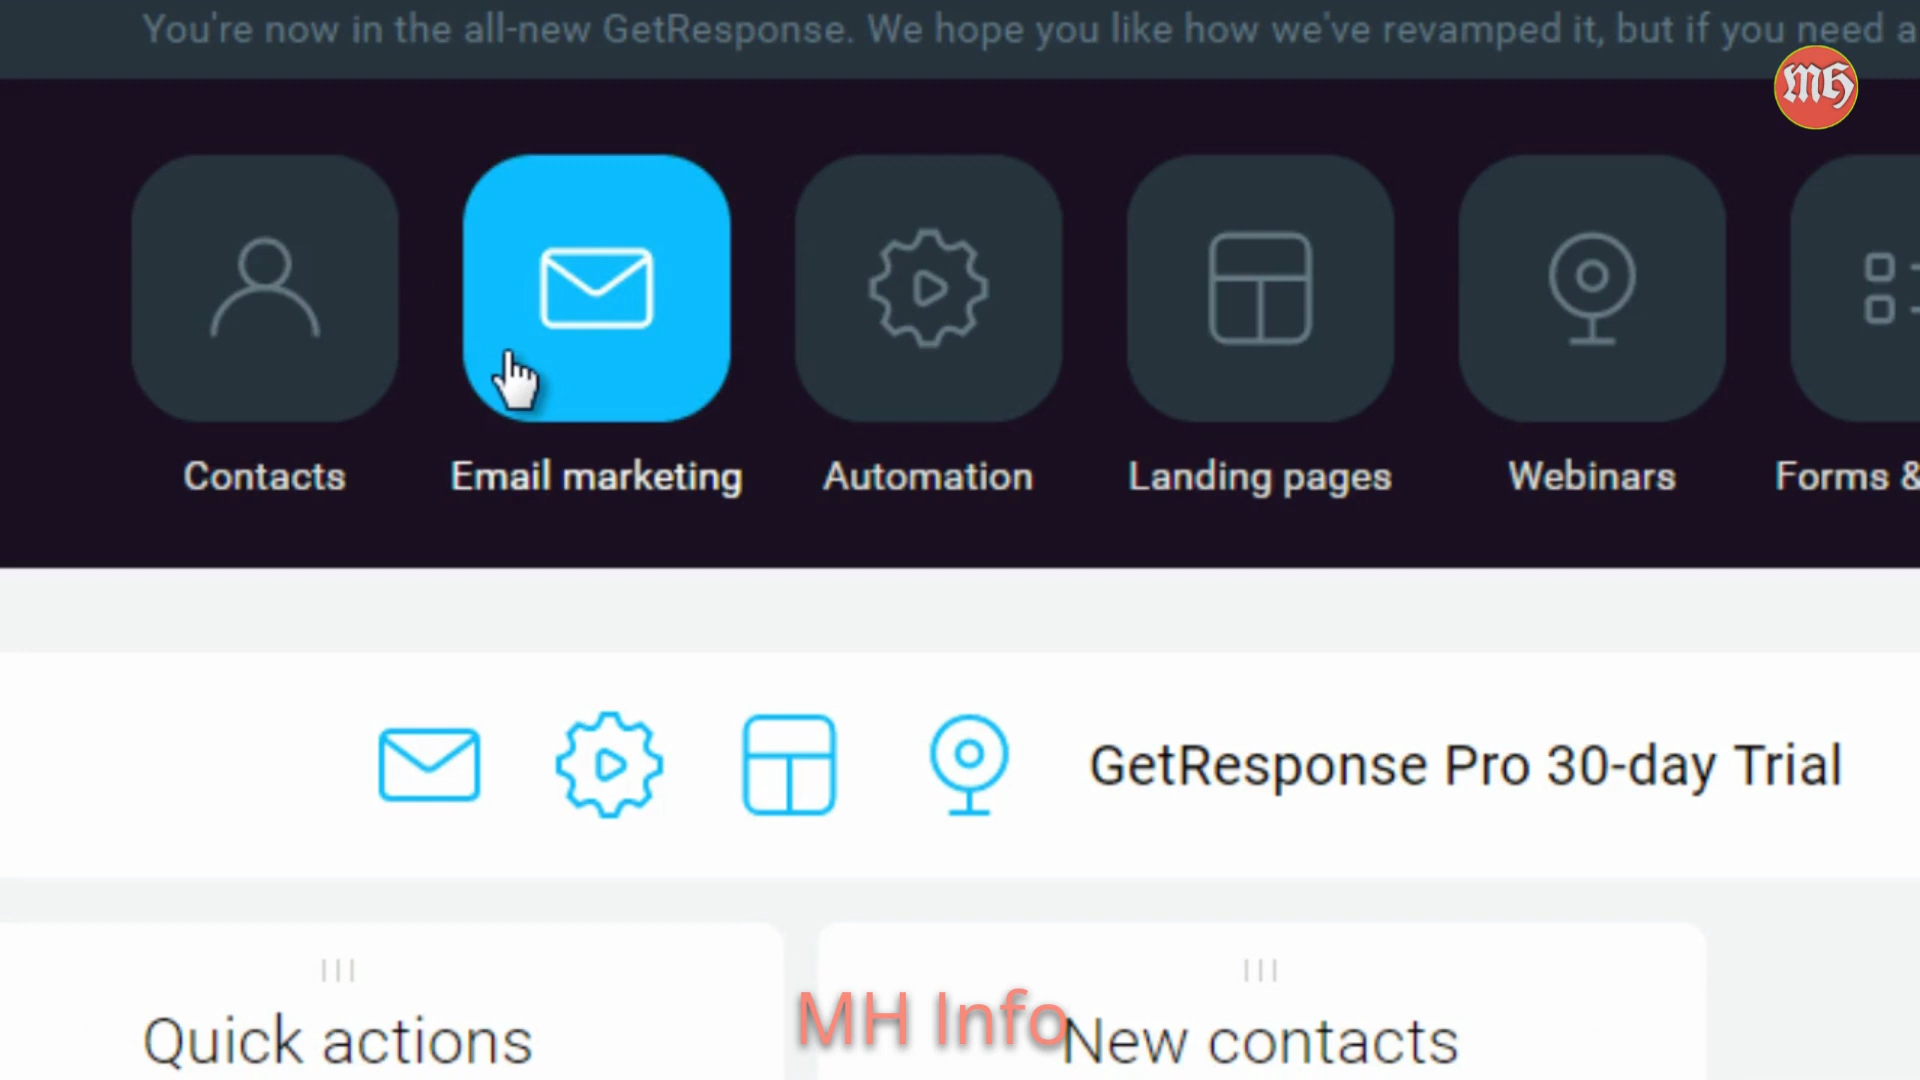 You're now in the all-new GetResponse. We hope you like how we've revamped it, but if you need a
MH
Contacts
Email marketing
Automation
Landing pages
Webinars
Forms &
GetResponse Pro 30-day Trial
Quick actions
MH Info
New contacts